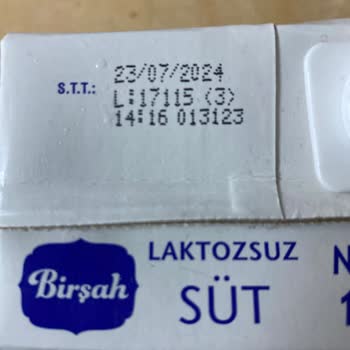 S.T.T.: 23/07/2024
L:17115 (3)
14:16 013123
Birşah
LAKTOZSUZ
SÜT